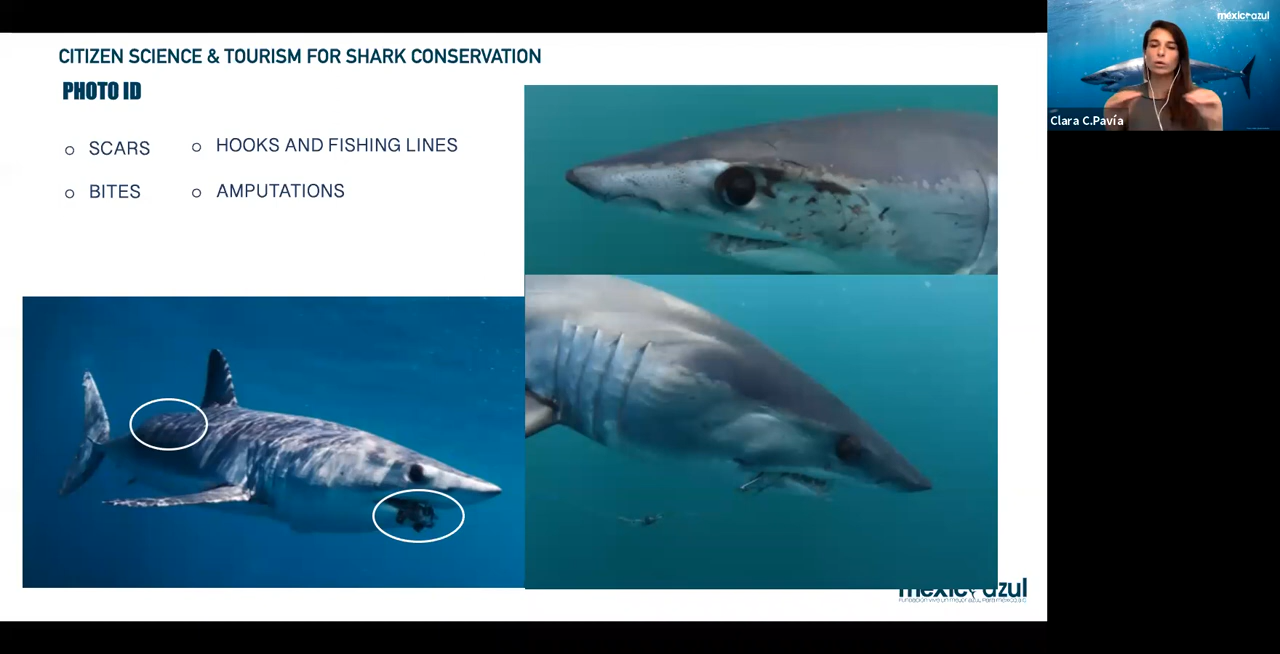 CITIZEN SCIENCE & TOURISM FOR SHARK CONSERVATION
PHOTO ID
SCARS
HOOKS AND FISHING LINES
BITES
AMPUTATIONS
méxicoazul
Clara C.Pavía
méxicoazul